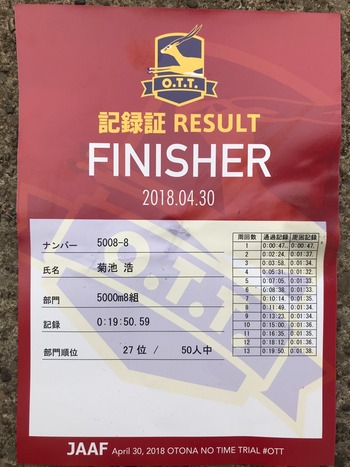 O.T.T.
記録証 RESULT
FINISHER
2018.04.30
ナンバー 5008-8
氏名 菊池 浩
部門 5000m8組
記録 0:19:50.59
部門順位 27 位 / 50人中
周回数 通過記録 周回記録
1 0:00:47. 0:00:47.
2 0:02:24. 0:01:37.
3 0:03:58. 0:01:34.
4 0:05:31. 0:01:32.
5 0:07:05. 0:01:33.
6 0:08:38. 0:01:33.
7 0:10:14. 0:01:35.
8 0:11:49. 0:01:34.
9 0:13:23. 0:01:34.
10 0:15:00. 0:01:36.
11 0:16:35. 0:01:35.
12 0:18:12. 0:01:36.
13 0:19:50. 0:01:38.
O.T.T.
JAAF April 30, 2018 OTONA NO TIME TRIAL #OTT